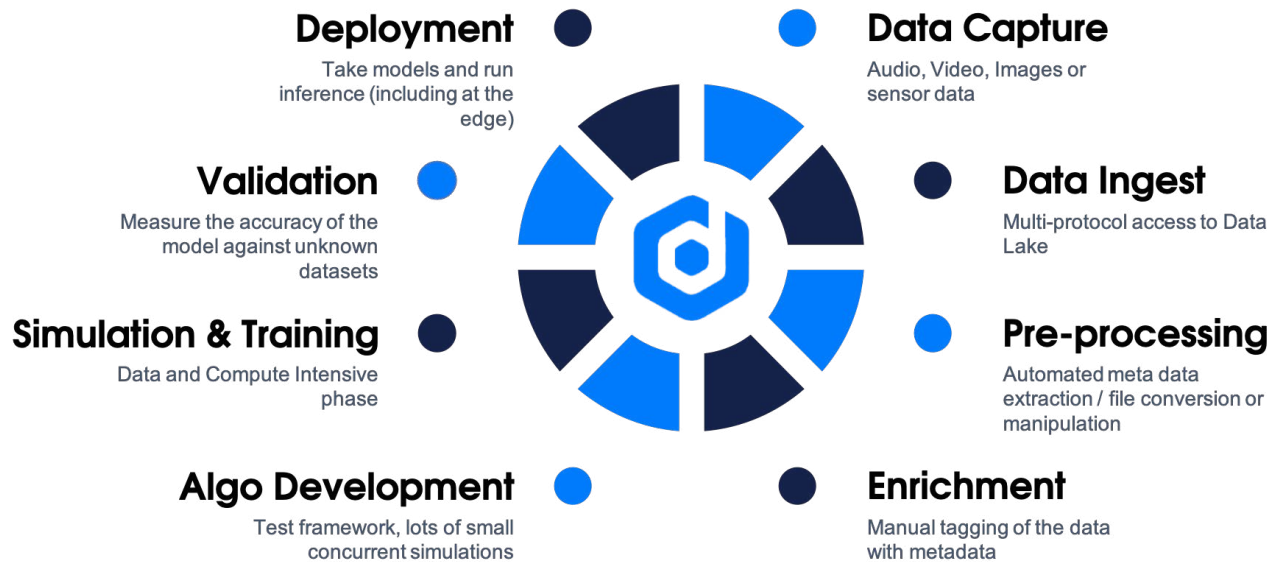 Deployment
Take models and run
inference (including at the
edge)
Data Capture
Audio, Video, Images or
sensor data
Validation
Measure the accuracy of the
model against unknown
datasets
Data Ingest
Multi-protocol access to Data
Lake
Simulation & Training
Data and Compute Intensive
phase
Pre-processing
Automated meta data
extraction / file conversion or
manipulation
Algo Development
Test framework, lots of small
concurrent simulations
Enrichment
Manual tagging of the data
with metadata